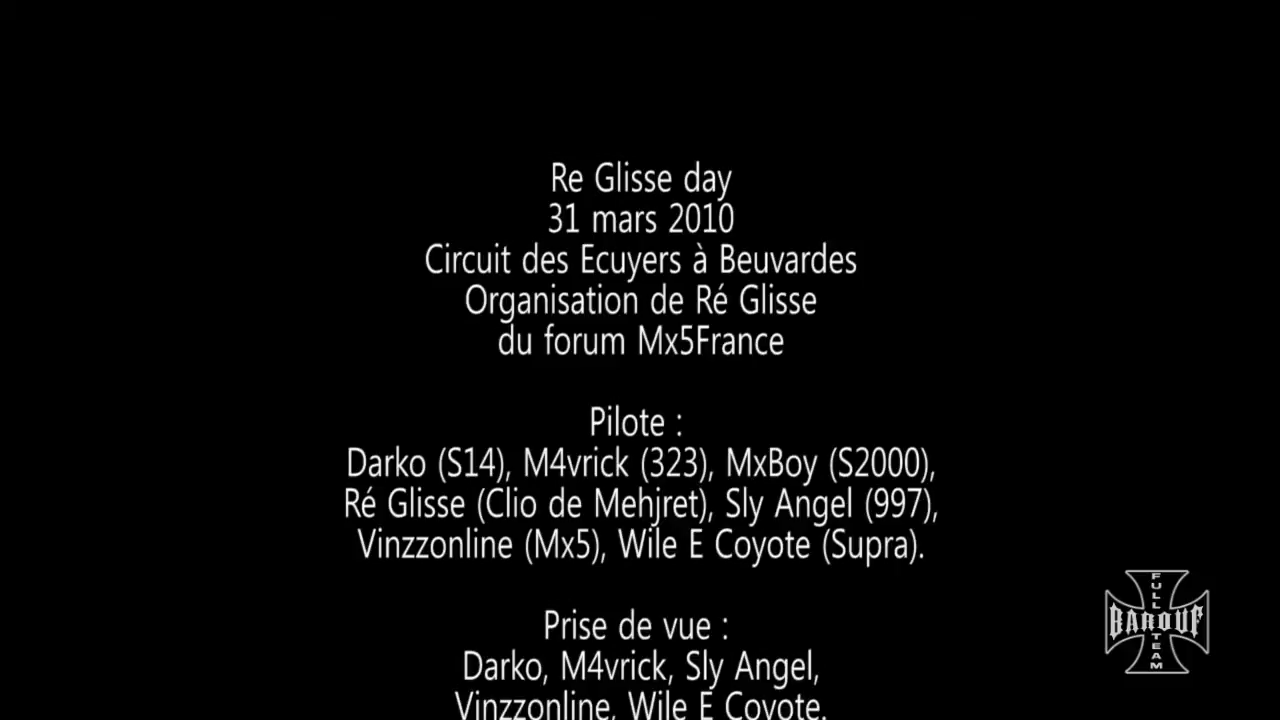 Re Glisse day
31 mars 2010
Circuit des Ecuyers à Beuvardes
Organisation de Ré Glisse
du forum Mx5France
Pilote :
Darko (S14), M4vrick (323), MxBoy (S2000),
Ré Glisse (Clio de Mehjret), Sly Angel (997),
Vinzzonline (Mx5), Wile E Coyote (Supra).
Prise de vue :
Darko, M4vrick, Sly Angel,
Vinzzonline, Wile E Coyote.
FULL
BAROUF
TEAM